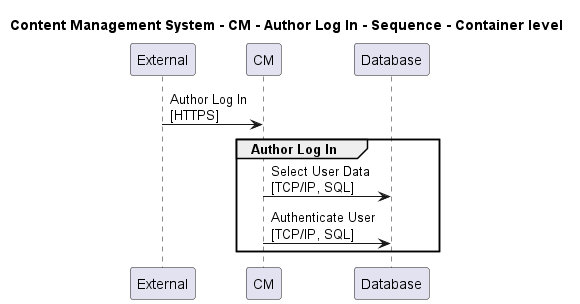 Content Management System - CM - Author Log In - Sequence - Container level
External
CM
Database
Author Log In
[HTTPS]
Author Log In
Select User Data
[TCP/IP, SQL]
Authenticate User
[TCP/IP, SQL]
External
CM
Database